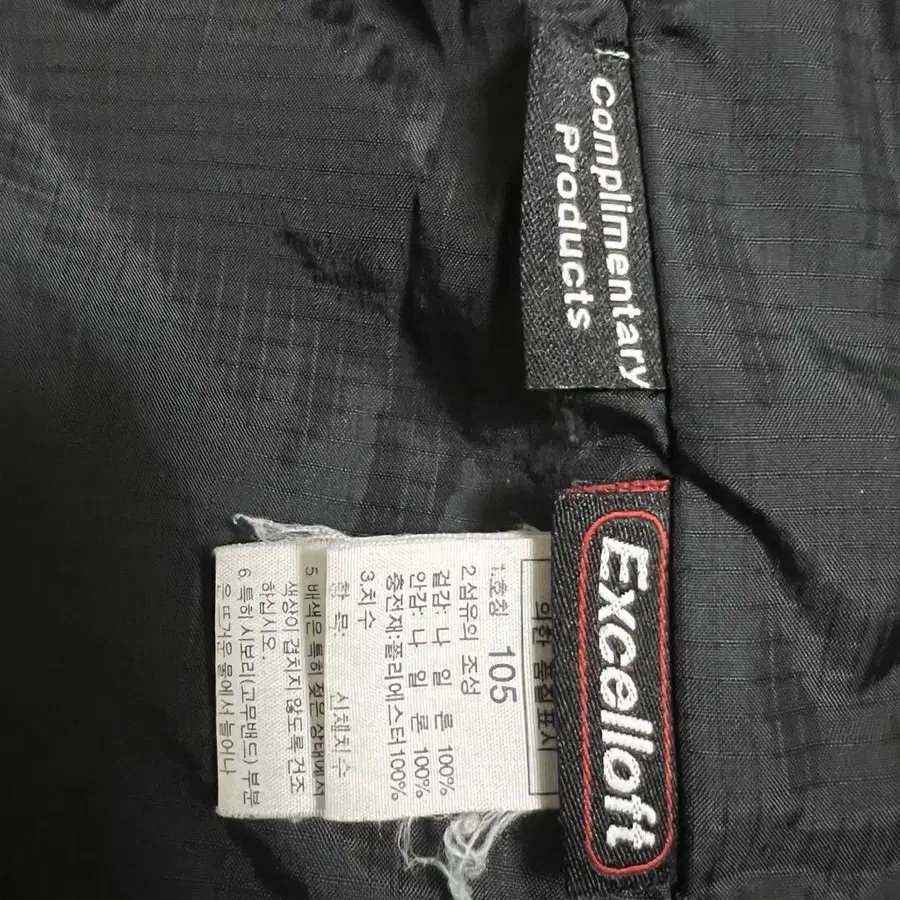 Complimentary
Products
Excelloft
의한 품질표시
1.호칭 105
2.섬유의 조성
겉감: 나 일 론 100%
안감: 나 일 론 100%
충전재:폴리에스터100%
3.치수
항 목: 신체치수
5 배색은 특히 젖은 상태에서
색상이 겹치지 않도록 건조
하십시오.
6. 특히 시보리(고무밴드) 부분
은 뜨거운 물에서 늘어나